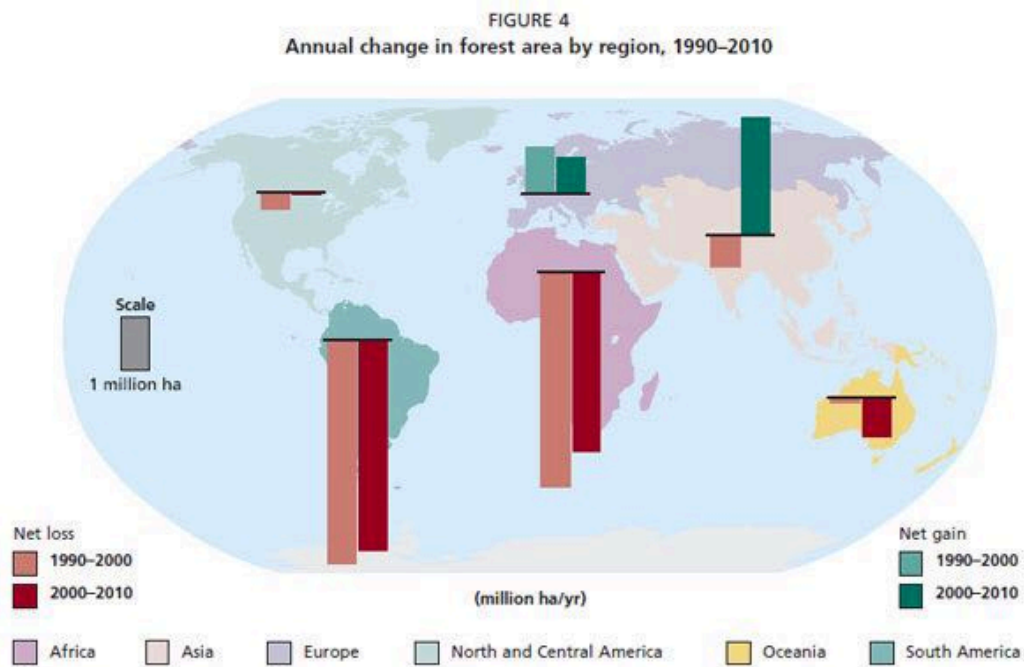 FIGURE 4
Annual change in forest area by region, 1990–2010
Scale
1 million ha
Net loss
1990–2000
2000–2010
Net gain
1990–2000
2000–2010
(million ha/yr)
Africa
Asia
Europe
North and Central America
Oceania
South America